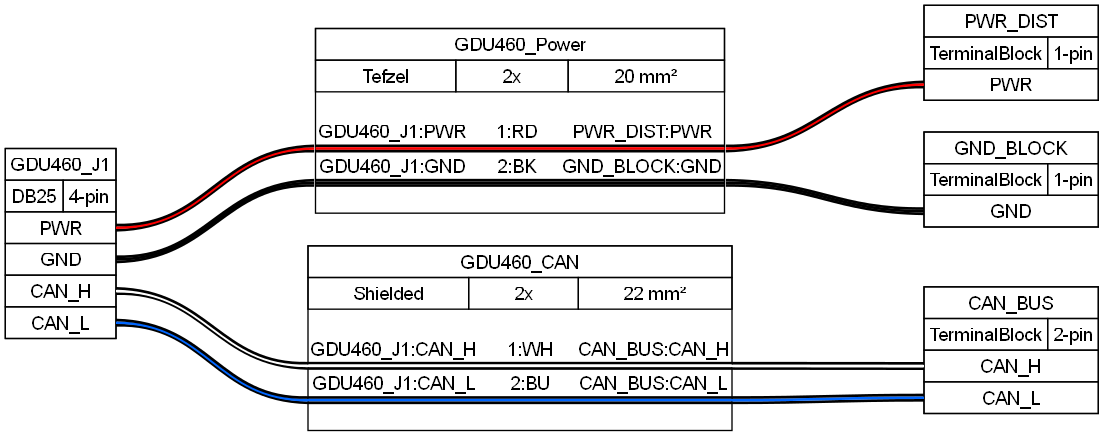 GDU460_J1
DB25 4-pin
PWR
GND
CAN_H
CAN_L
GDU460_Power
Tefzel 2x 20 mm²
GDU460_J1:PWR 1:RD PWR_DIST:PWR
GDU460_J1:GND 2:BK GND_BLOCK:GND
GDU460_CAN
Shielded 2x 22 mm²
GDU460_J1:CAN_H 1:WH CAN_BUS:CAN_H
GDU460_J1:CAN_L 2:BU CAN_BUS:CAN_L
PWR_DIST
TerminalBlock 1-pin
PWR
GND_BLOCK
TerminalBlock 1-pin
GND
CAN_BUS
TerminalBlock 2-pin
CAN_H
CAN_L